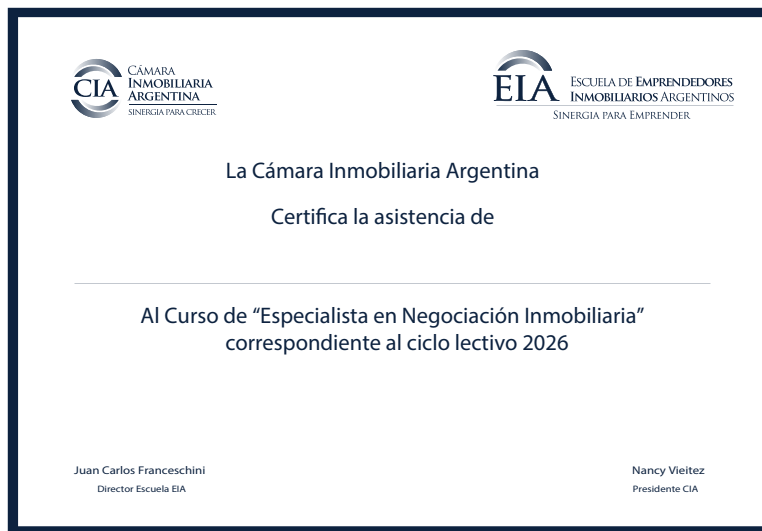 CIA
CÁMARA
INMOBILIARIA
ARGENTINA
SINERGIA PARA CRECER
EIA
ESCUELA DE EMPRENDEDORES
INMOBILIARIOS ARGENTINOS
SINERGIA PARA EMPRENDER
La Cámara Inmobiliaria Argentina
Certifica la asistencia de
Al Curso de “Especialista en Negociación Inmobiliaria”
correspondiente al ciclo lectivo 2026
Juan Carlos Franceschini
Director Escuela EIA
Nancy Vieitez
Presidente CIA